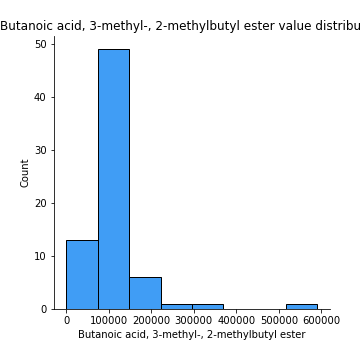 Butanoic acid, 3-methyl-, 2-methylbutyl ester value distribu
50
40
30
20
10
0
Count
0 100000 200000 300000 400000 500000 600000
Butanoic acid, 3-methyl-, 2-methylbutyl ester